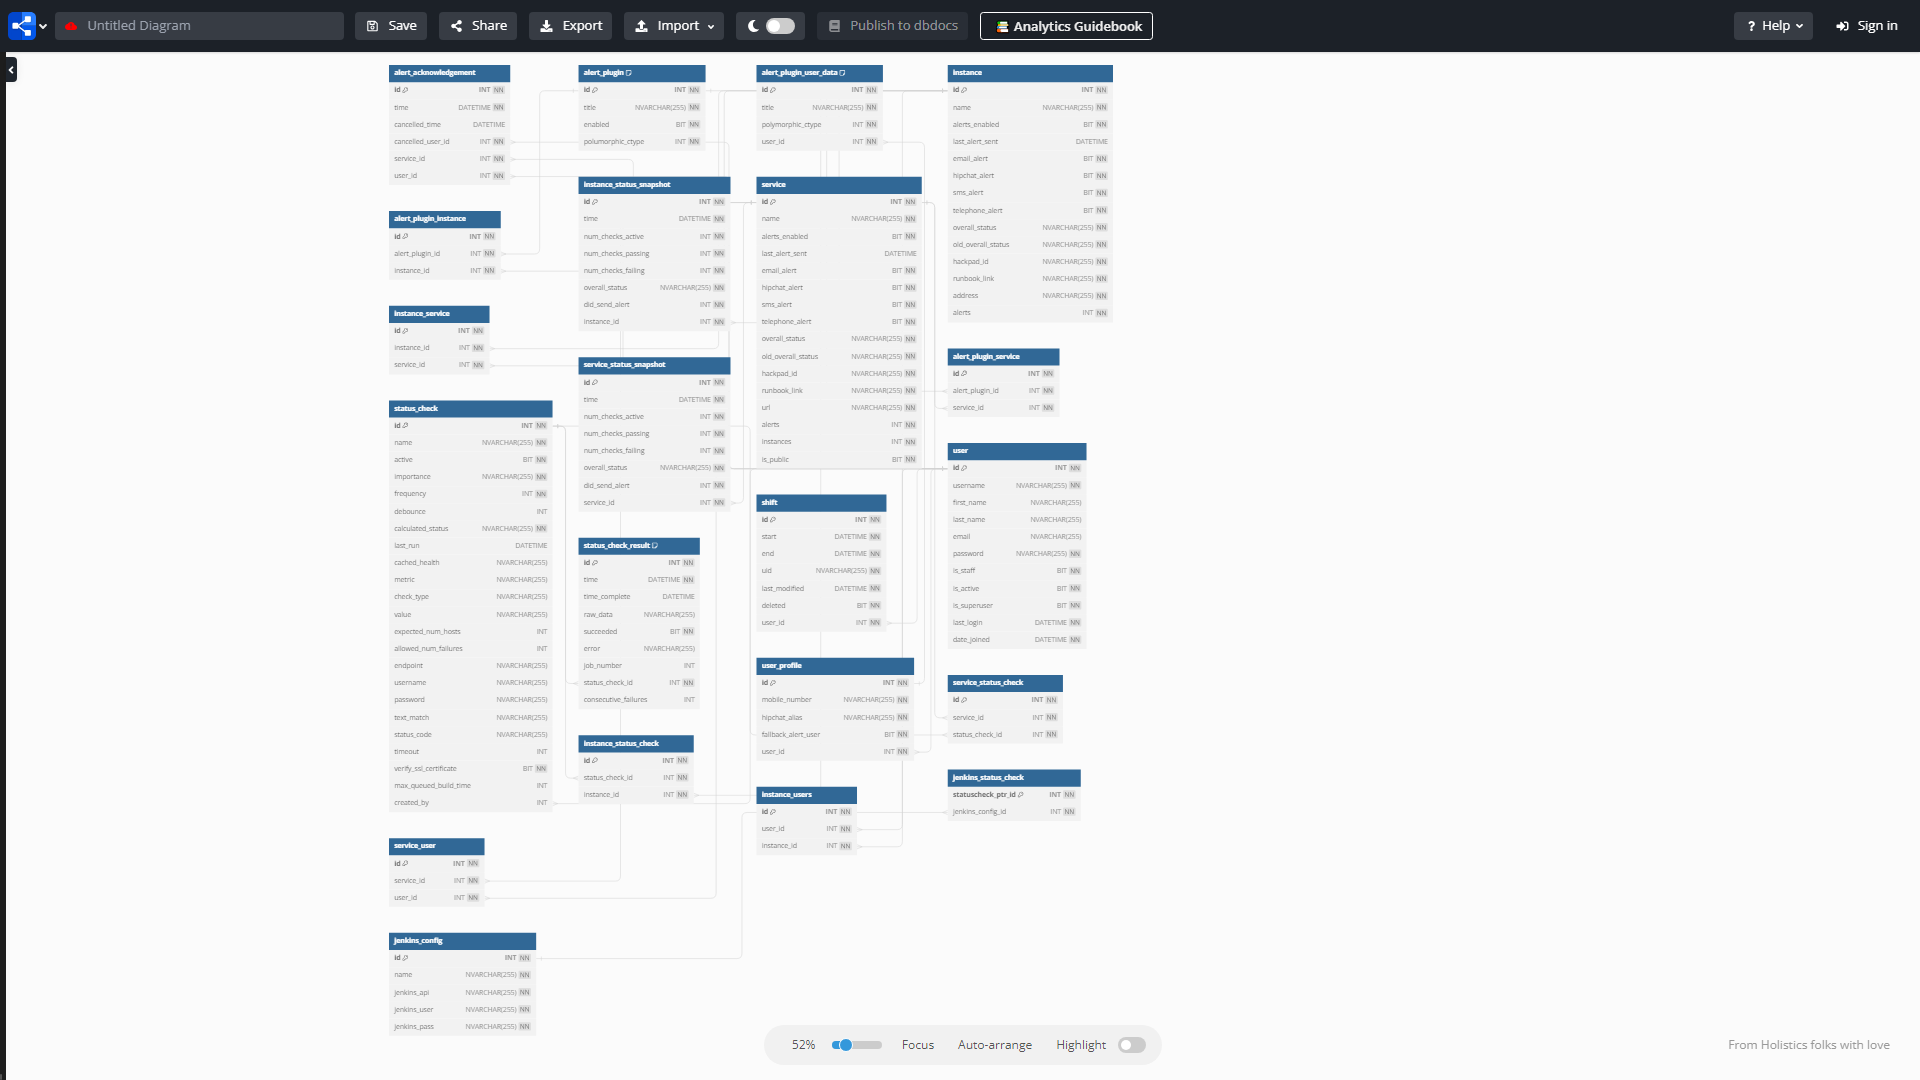 Untitled Diagram
Save
Share
Export
Import
Publish to dbdocs
Analytics Guidebook
Help
Sign in
alert_acknowledgement
id INT NN
time DATETIME NN
cancelled_time DATETIME
cancelled_user_id INT NN
service_id INT NN
user_id INT NN
alert_plugin_instance
id INT NN
alert_plugin_id INT NN
instance_id INT NN
instance_service
id INT NN
instance_id INT NN
service_id INT NN
status_check
id INT NN
name NVARCHAR(255) NN
active BIT NN
importance NVARCHAR(255) NN
frequency INT NN
debounce INT
calculated_status NVARCHAR(255) NN
last_run DATETIME
cached_health NVARCHAR(255)
metric NVARCHAR(255)
check_type NVARCHAR(255)
value NVARCHAR(255)
expected_num_hosts INT
allowed_num_failures INT
endpoint NVARCHAR(255)
username NVARCHAR(255)
password NVARCHAR(255)
text_match NVARCHAR(255)
status_code NVARCHAR(255)
timeout INT
verify_ssl_certificate BIT NN
max_queued_build_time INT
created_by INT
service_user
id INT NN
service_id INT NN
user_id INT NN
jenkins_config
id INT NN
name NVARCHAR(255) NN
jenkins_api NVARCHAR(255) NN
jenkins_user NVARCHAR(255) NN
jenkins_pass NVARCHAR(255) NN
alert_plugin
id INT NN
title NVARCHAR(255) NN
enabled BIT NN
polumorphic_ctype INT NN
instance_status_snapshot
id INT NN
time DATETIME NN
num_checks_active INT NN
num_checks_passing INT NN
num_checks_failing INT NN
overall_status NVARCHAR(255) NN
did_send_alert INT NN
instance_id INT NN
service_status_snapshot
id INT NN
time DATETIME NN
num_checks_active INT NN
num_checks_passing INT NN
num_checks_failing INT NN
overall_status NVARCHAR(255) NN
did_send_alert INT NN
service_id INT NN
status_check_result
id INT NN
time DATETIME NN
time_complete DATETIME
raw_data NVARCHAR(255)
succeeded BIT NN
error NVARCHAR(255)
job_number INT
status_check_id INT NN
consecutive_failures INT
instance_status_check
id INT NN
status_check_id INT NN
instance_id INT NN
alert_plugin_user_data
id INT NN
title NVARCHAR(255) NN
polymorphic_ctype INT NN
user_id INT NN
service
id INT NN
name NVARCHAR(255) NN
alerts_enabled BIT NN
last_alert_sent DATETIME
email_alert BIT NN
hipchat_alert BIT NN
sms_alert BIT NN
telephone_alert BIT NN
overall_status NVARCHAR(255) NN
old_overall_status NVARCHAR(255) NN
hackpad_id NVARCHAR(255) NN
runbook_link NVARCHAR(255) NN
url NVARCHAR(255) NN
alerts INT NN
instances INT NN
is_public BIT NN
shift
id INT NN
start DATETIME NN
end DATETIME NN
uid NVARCHAR(255) NN
last_modified DATETIME NN
deleted BIT NN
user_id INT NN
user_profile
id INT NN
mobile_number NVARCHAR(255) NN
hipchat_alias NVARCHAR(255) NN
fallback_alert_user BIT NN
user_id INT NN
instance_users
id INT NN
user_id INT NN
instance_id INT NN
instance
id INT NN
name NVARCHAR(255) NN
alerts_enabled BIT NN
last_alert_sent DATETIME
email_alert BIT NN
hipchat_alert BIT NN
sms_alert BIT NN
telephone_alert BIT NN
overall_status NVARCHAR(255) NN
old_overall_status NVARCHAR(255) NN
hackpad_id NVARCHAR(255) NN
runbook_link NVARCHAR(255) NN
address NVARCHAR(255) NN
alerts INT NN
alert_plugin_service
id INT NN
alert_plugin_id INT NN
service_id INT NN
user
id INT NN
username NVARCHAR(255) NN
first_name NVARCHAR(255)
last_name NVARCHAR(255)
email NVARCHAR(255)
password NVARCHAR(255) NN
is_staff BIT NN
is_active BIT NN
is_superuser BIT NN
last_login DATETIME NN
date_joined DATETIME NN
service_status_check
id INT NN
service_id INT NN
status_check_id INT NN
jenkins_status_check
statuscheck_ptr_id INT NN
jenkins_config_id INT NN
52%
Focus
Auto-arrange
Highlight
From Holistics folks with love